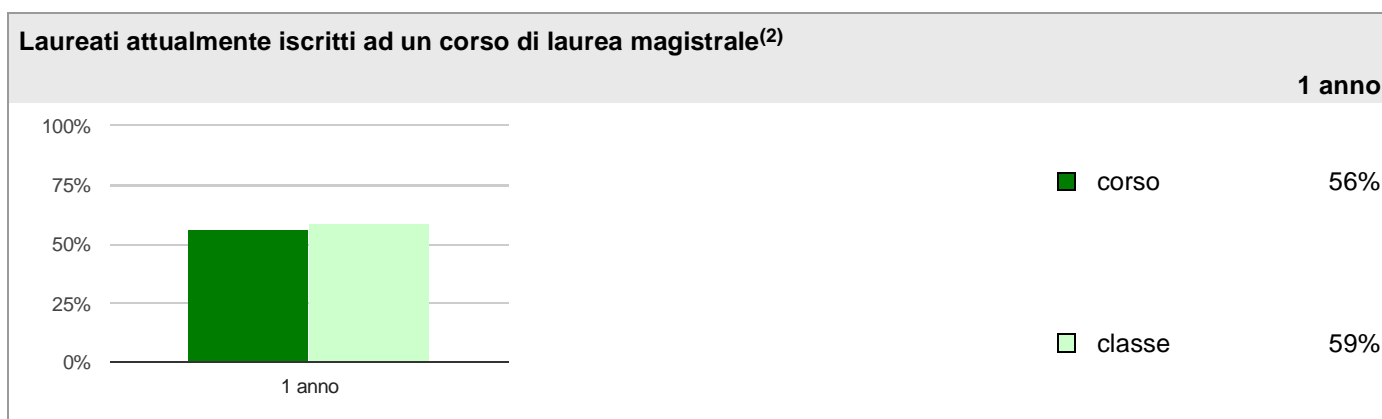 Laureati attualmente iscritti ad un corso di laurea magistrale(2)
1 anno
100%
75%
50%
25%
0%
1 anno
corso 56%
classe 59%